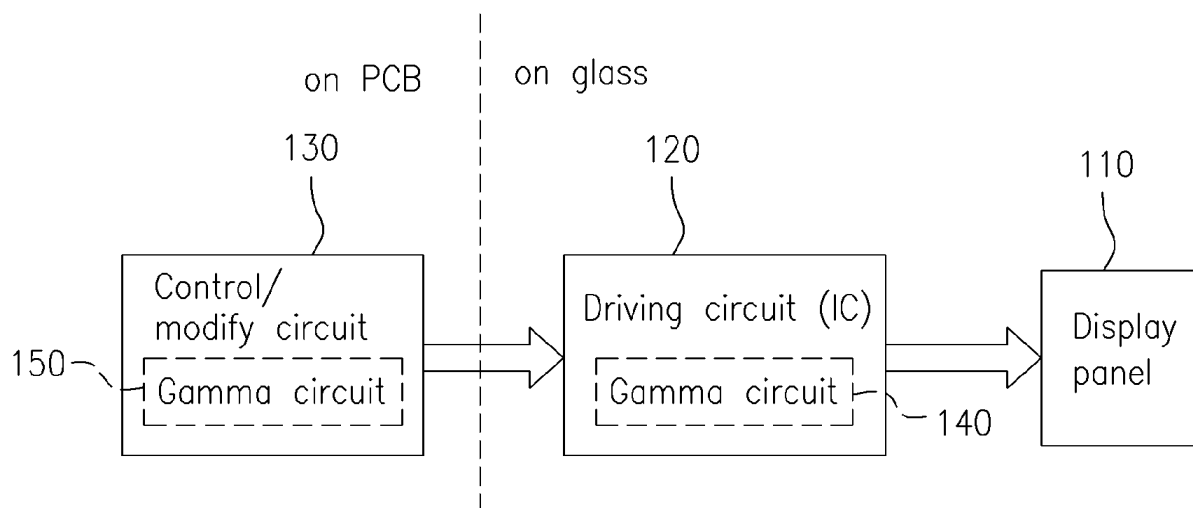 on PCB
on glass
130
120
110
Control/
modify circuit
150
Gamma circuit
Driving circuit (IC)
Gamma circuit
140
Display
panel